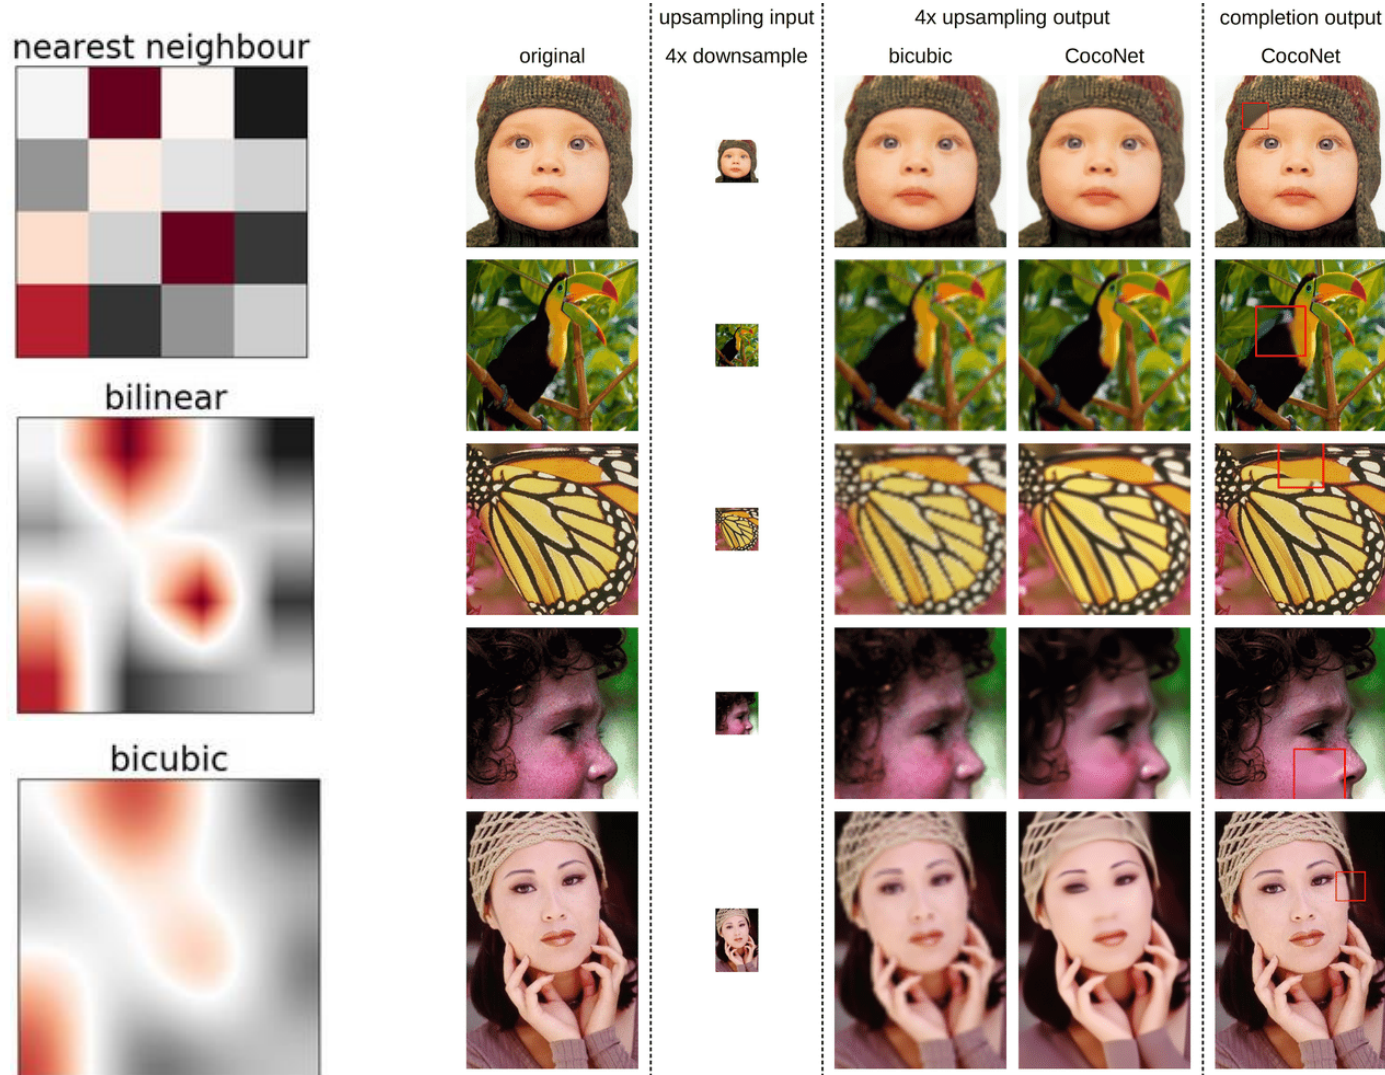 nearest neighbour
bilinear
bicubic
upsampling input
4x upsampling output
completion output
original
4x downsample
bicubic
CocoNet
CocoNet